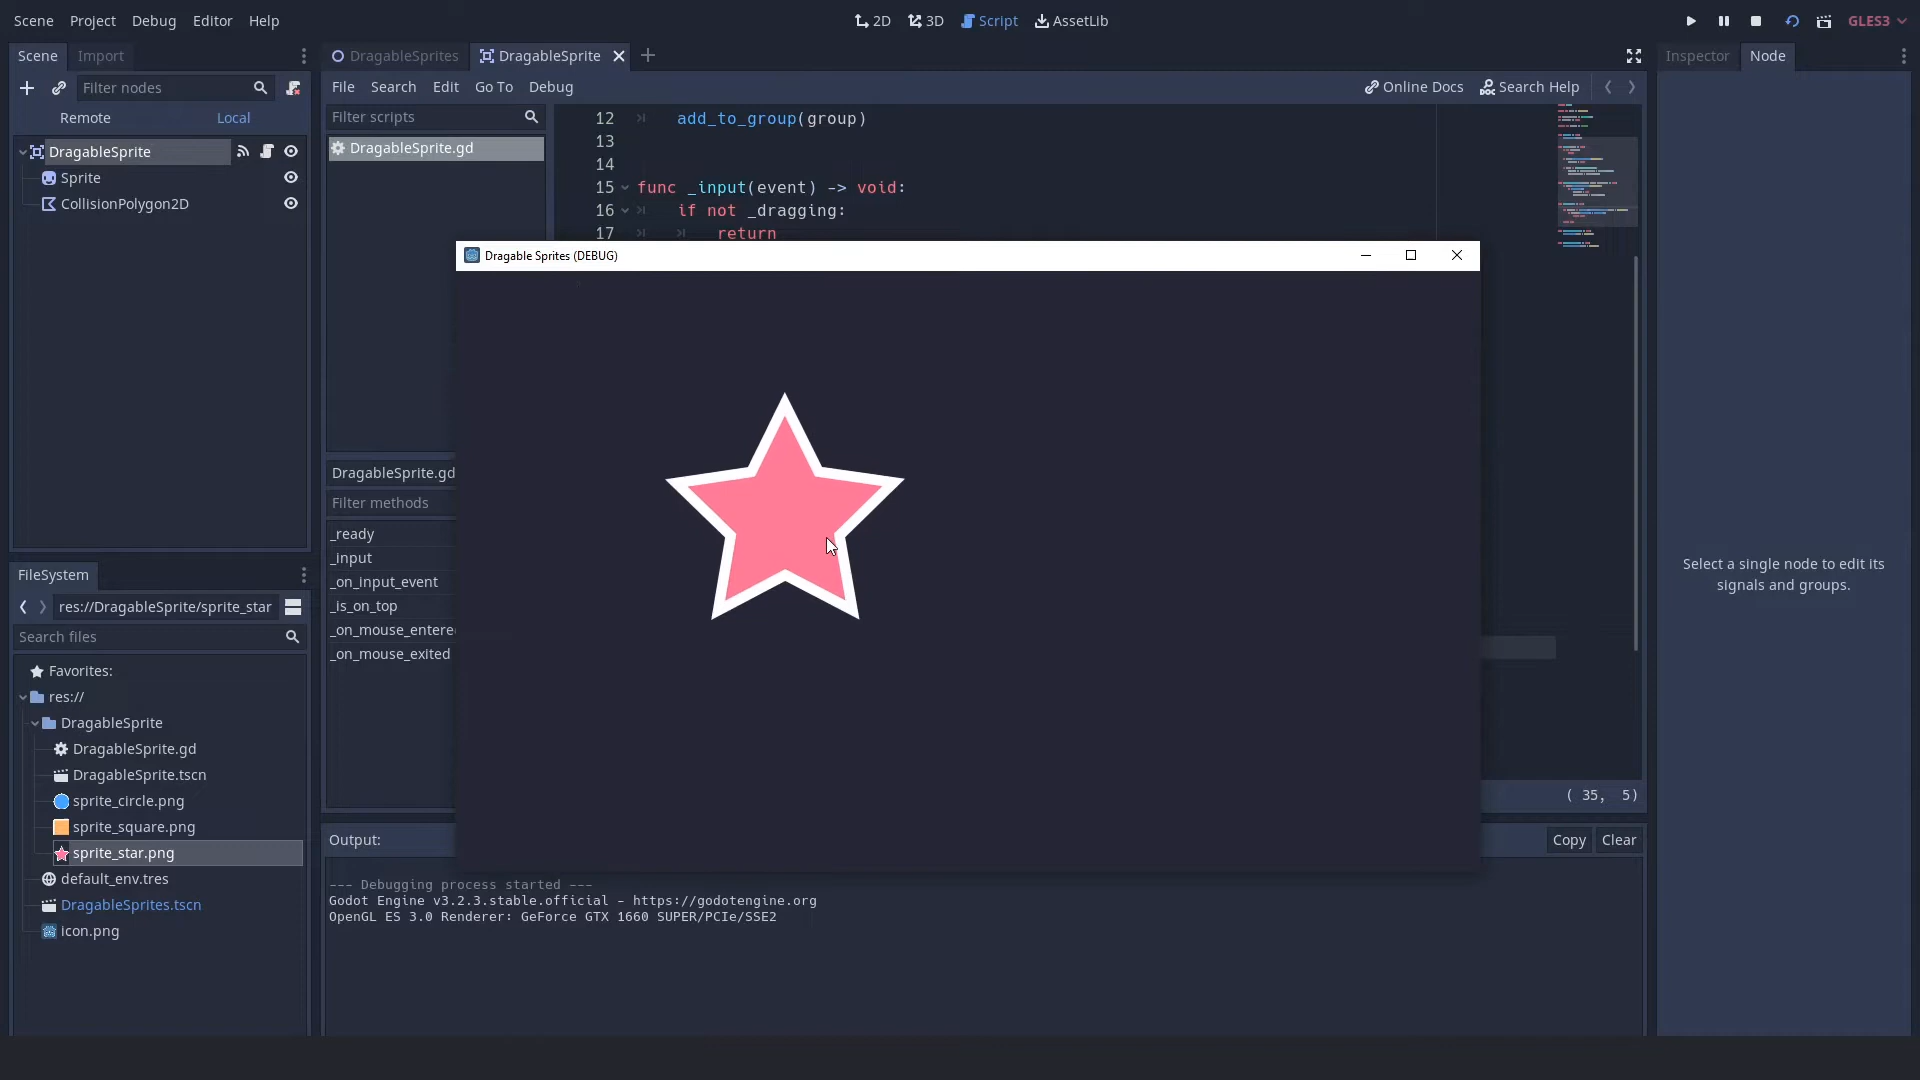 Scene Project Debug Editor Help
2D 3D Script AssetLib
GLES3
Scene Import
DragableSprites DragableSprite
Inspector Node
Filter nodes
File Search Edit Go To Debug
Online Docs Search Help
Remote Local
Filter scripts
DragableSprite
DragableSprite.gd
Sprite
CollisionPolygon2D
12 add_to_group(group)
13
14
15 func _input(event) -> void:
16 if not _dragging:
17 return
Dragable Sprites (DEBUG)
DragableSprite.gd
Filter methods
_ready
_input
_on_input_event
_is_on_top
_on_mouse_entere
_on_mouse_exited
( 35, 5)
FileSystem
res://DragableSprite/sprite_star
Search files
Favorites:
res://
DragableSprite
DragableSprite.gd
DragableSprite.tscn
sprite_circle.png
sprite_square.png
sprite_star.png
default_env.tres
DragableSprites.tscn
icon.png
Output:
Copy Clear
--- Debugging process started ---
Godot Engine v3.2.3.stable.official - https://godotengine.org
OpenGL ES 3.0 Renderer: GeForce GTX 1660 SUPER/PCIe/SSE2
Select a single node to edit its
signals and groups.